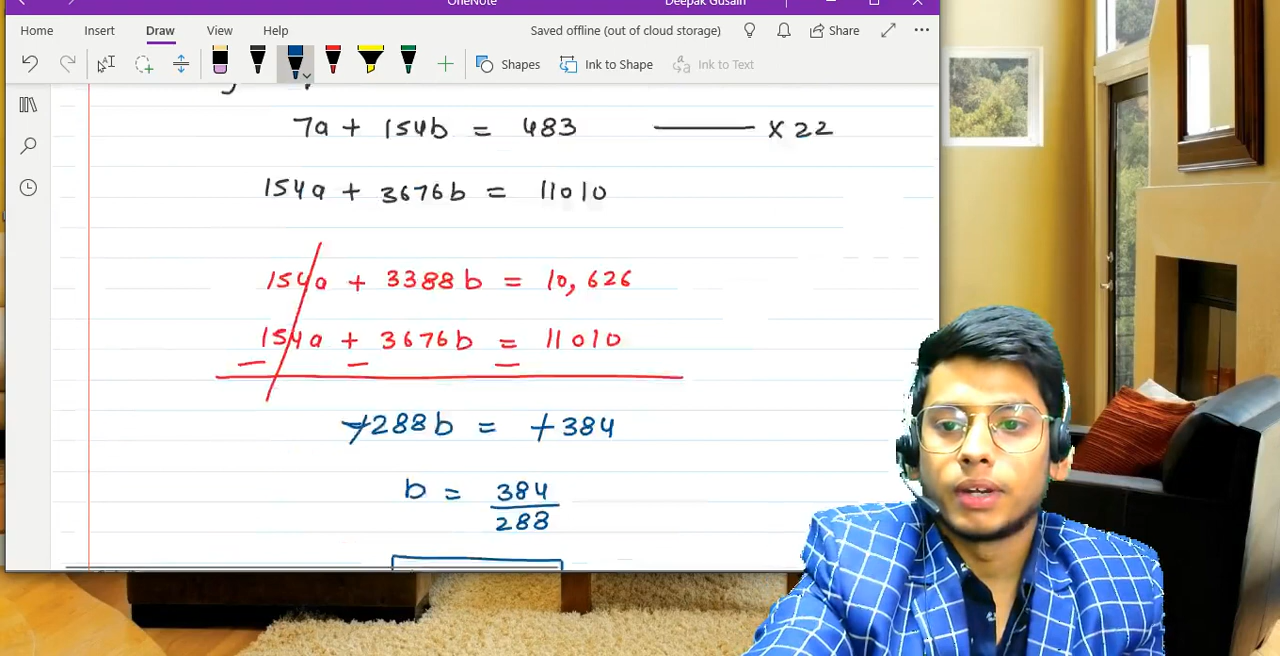 OneNote
Deepak Gusain
Home Insert Draw View Help
Saved offline (out of cloud storage) Share
Shapes Ink to Shape Ink to Text
7a + 154b = 483 ——— × 22
154a + 3676b = 11010
154a + 3388b = 10,626
154a + 3676b = 11010
− − −
−288b = −384
b = 384
288